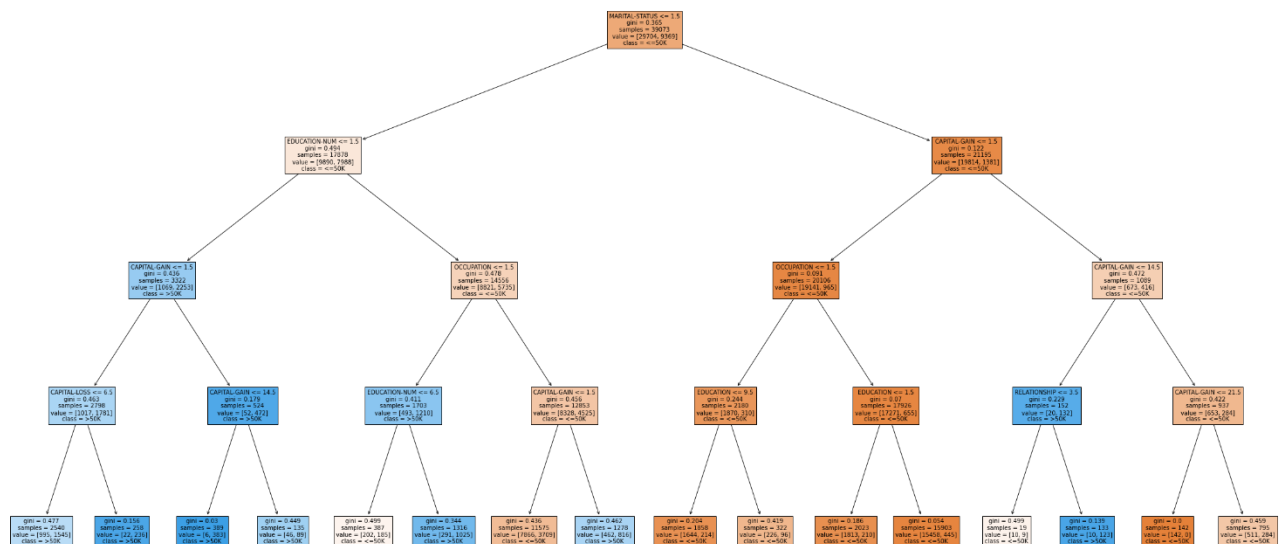 MARITAL-STATUS <= 1.5
gini = 0.365
samples = 39073
value = [29704, 9369]
class = <=50K
EDUCATION-NUM <= 1.5
gini = 0.494
samples = 17878
value = [9890, 7988]
class = <=50K
CAPITAL-GAIN <= 1.5
gini = 0.122
samples = 21195
value = [19814, 1381]
class = <=50K
CAPITAL-GAIN <= 1.5
gini = 0.436
samples = 3322
value = [1069, 2253]
class = >50K
OCCUPATION <= 1.5
gini = 0.478
samples = 14556
value = [8821, 5735]
class = <=50K
OCCUPATION <= 1.5
gini = 0.091
samples = 20106
value = [19141, 965]
class = <=50K
CAPITAL-GAIN <= 14.5
gini = 0.472
samples = 1089
value = [673, 416]
class = <=50K
CAPITAL-LOSS <= 6.5
gini = 0.463
samples = 2798
value = [1017, 1781]
class = >50K
CAPITAL-GAIN <= 14.5
gini = 0.179
samples = 524
value = [52, 472]
class = >50K
EDUCATION-NUM <= 6.5
gini = 0.411
samples = 1703
value = [493, 1210]
class = >50K
CAPITAL-GAIN <= 1.5
gini = 0.456
samples = 12853
value = [8328, 4525]
class = <=50K
EDUCATION <= 9.5
gini = 0.244
samples = 2180
value = [1870, 310]
class = <=50K
EDUCATION <= 1.5
gini = 0.07
samples = 17926
value = [17271, 655]
class = <=50K
RELATIONSHIP <= 3.5
gini = 0.229
samples = 152
value = [20, 132]
class = >50K
CAPITAL-GAIN <= 21.5
gini = 0.422
samples = 937
value = [653, 284]
class = <=50K
gini = 0.477
samples = 2540
value = [995, 1545]
class = >50K
gini = 0.156
samples = 258
value = [22, 236]
class = >50K
gini = 0.03
samples = 389
value = [6, 383]
class = >50K
gini = 0.449
samples = 135
value = [46, 89]
class = >50K
gini = 0.499
samples = 387
value = [202, 185]
class = <=50K
gini = 0.344
samples = 1316
value = [291, 1025]
class = >50K
gini = 0.436
samples = 11575
value = [7866, 3709]
class = <=50K
gini = 0.462
samples = 1278
value = [462, 816]
class = >50K
gini = 0.204
samples = 1858
value = [1644, 214]
class = <=50K
gini = 0.419
samples = 322
value = [226, 96]
class = <=50K
gini = 0.186
samples = 2023
value = [1813, 210]
class = <=50K
gini = 0.054
samples = 15903
value = [15458, 445]
class = <=50K
gini = 0.499
samples = 19
value = [10, 9]
class = <=50K
gini = 0.139
samples = 133
value = [10, 123]
class = >50K
gini = 0.0
samples = 142
value = [142, 0]
class = <=50K
gini = 0.459
samples = 795
value = [511, 284]
class = <=50K